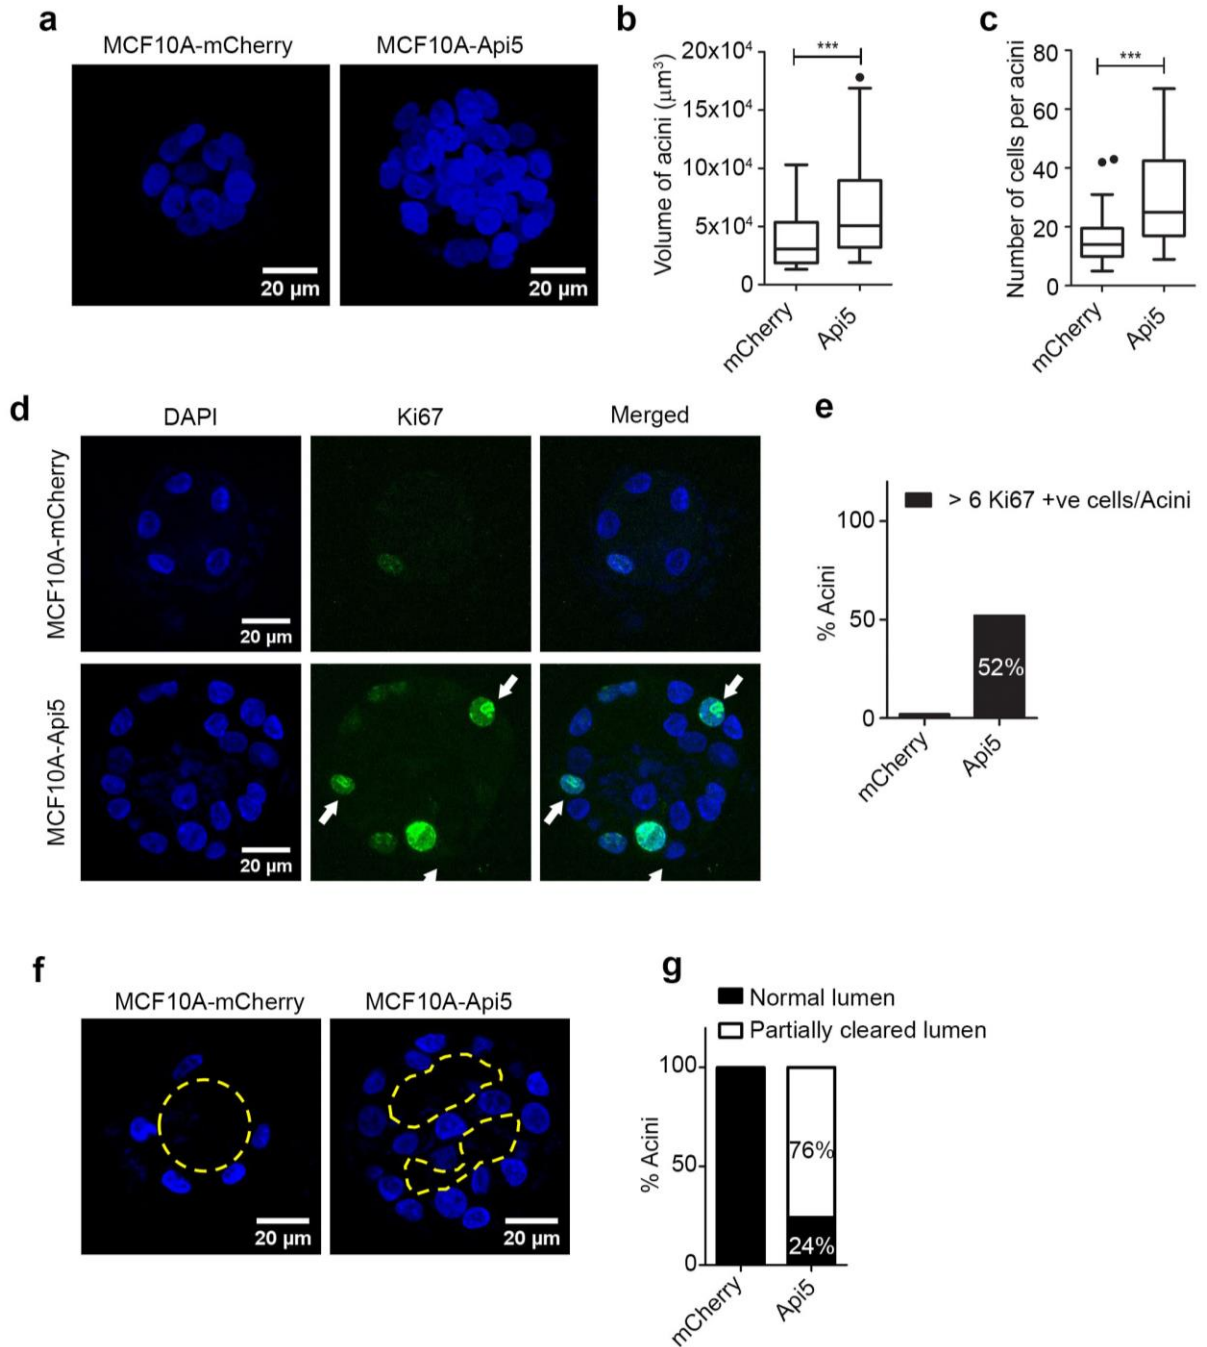 a
MCF10A-mCherry
MCF10A-Api5
20 µm
20 µm
b
Volume of acini (µm³)
20x10⁴
15x10⁴
10x10⁴
5x10⁴
0
***
mCherry
Api5
c
Number of cells per acini
80
60
40
20
0
***
mCherry
Api5
d
DAPI
Ki67
Merged
MCF10A-mCherry
20 µm
MCF10A-Api5
20 µm
e
> 6 Ki67 +ve cells/Acini
% Acini
100
50
0
52%
mCherry
Api5
f
MCF10A-mCherry
MCF10A-Api5
20 µm
20 µm
g
Normal lumen
Partially cleared lumen
% Acini
100
50
0
76%
24%
mCherry
Api5